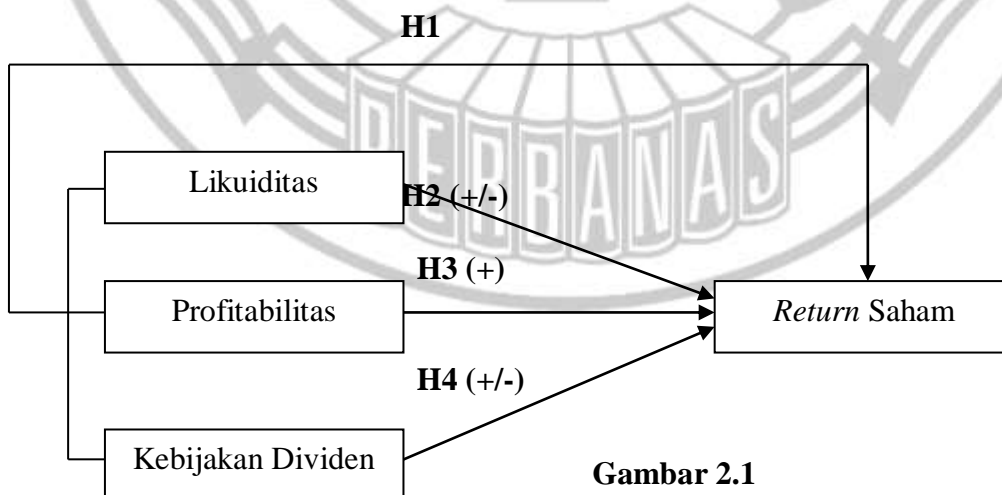 H1
PERBANAS
Likuiditas
H2 (+/-)
H3 (+)
Profitabilitas
Return Saham
H4 (+/-)
Kebijakan Dividen
Gambar 2.1